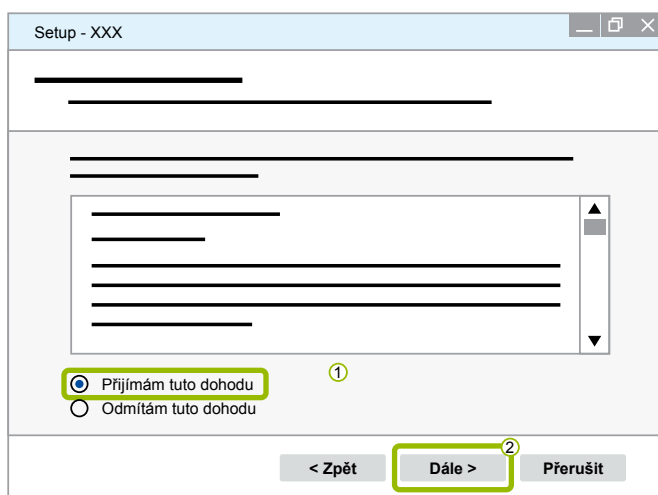 Setup - XXX
1
Přijímám tuto dohodu
Odmítám tuto dohodu
2
< Zpět Dále > Přerušit